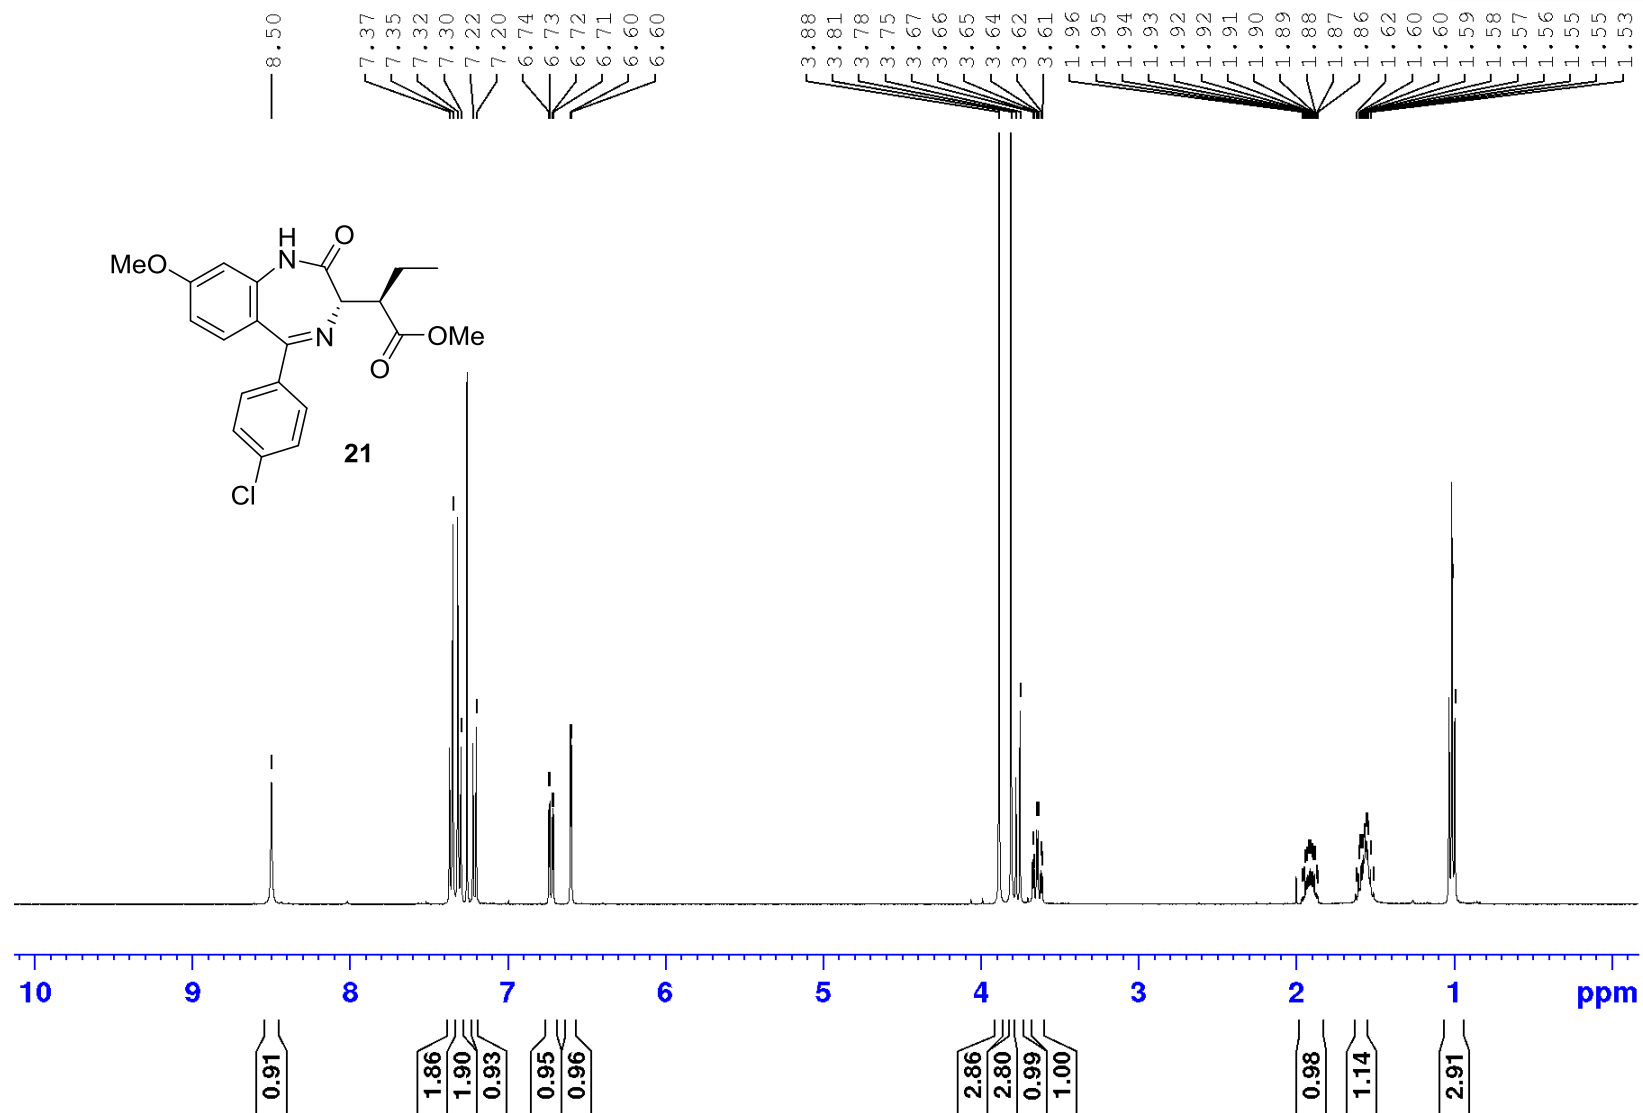 8.50 7.37 7.35 7.32 7.30 7.22 7.20 6.74 6.73 6.72 6.71 6.60 6.60 3.88 3.81 3.78 3.75 3.67 3.66 3.65 3.64 3.62 3.61 1.96 1.95 1.94 1.93 1.92 1.92 1.91 1.90 1.89 1.88 1.87 1.86 1.62 1.60 1.60 1.59 1.58 1.57 1.56 1.55 1.55 1.53
H
MeO N O
N OMe
O
21
Cl
10 9 8 7 6 5 4 3 2 1 ppm
0.91 1.86 1.90 0.93 0.95 0.96 2.86 2.80 0.99 1.00 0.98 1.14 2.91